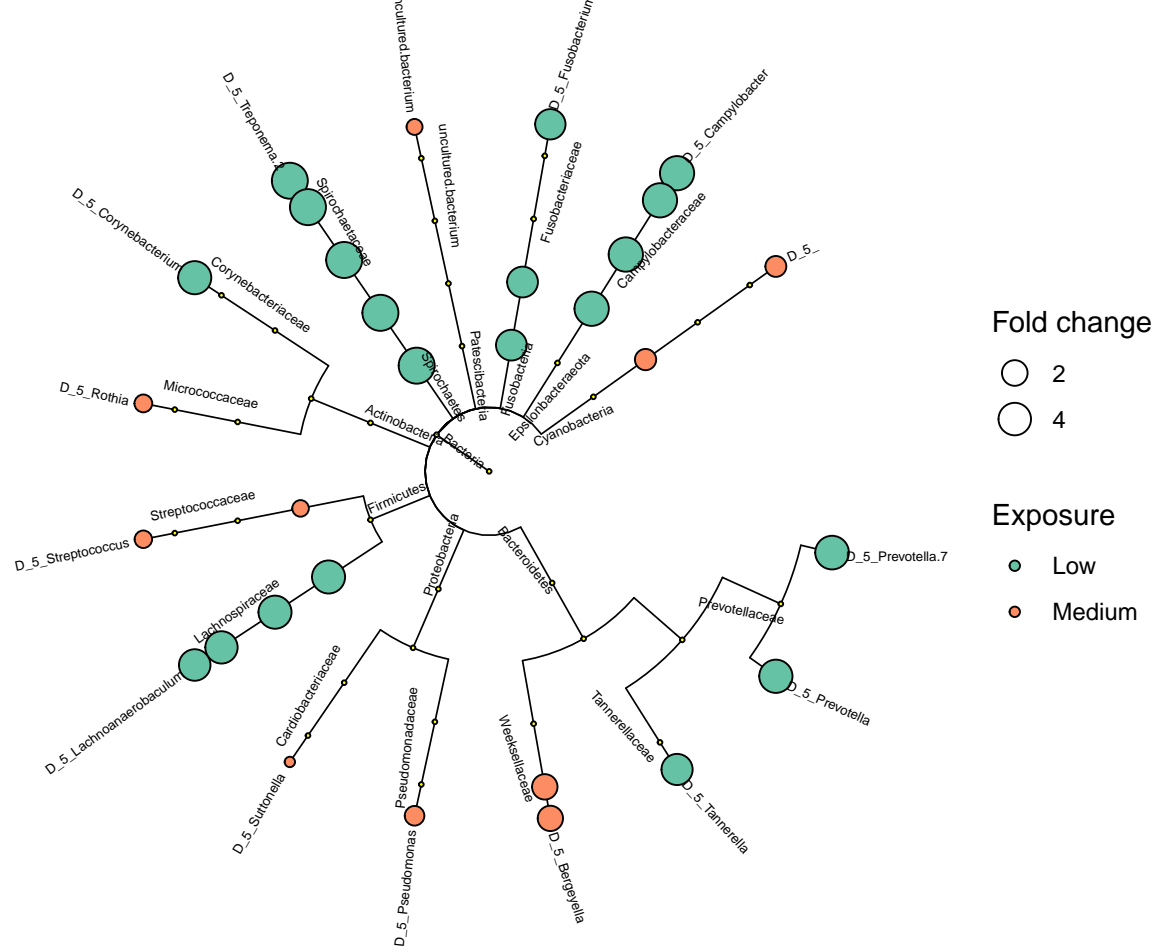 ncultured.bacterium
D_5_Fusobacterium
D_5_Treponema.2
D_5_Campylobacter
uncultured.bacterium
Fusobacteriaceae
Spirochaetaceae
Campylobacteraceae
D_5_Corynebacterium
Corynebacteriaceae
D_5_
Patescibacteria
Fusobacteria
Spirochaetes
Epsilonbacteraeota
Cyanobacteria
Micrococcaceae
D_5_Rothia
Actinobacteria
Bacteria
Streptococcaceae
Firmicutes
D_5_Streptococcus
Proteobacteria
Bacteroidetes
D_5_Prevotella.7
Prevotellaceae
Lachnospiraceae
D_5_Lachnoanaerobaculum
Cardiobacteriaceae
D_5_Prevotella
Pseudomonadaceae
Weeksellaceae
Tannerellaceae
D_5_Suttonella
D_5_Tannerella
D_5_Pseudomonas
D_5_Bergeyella
Fold change
2
4
Exposure
Low
Medium